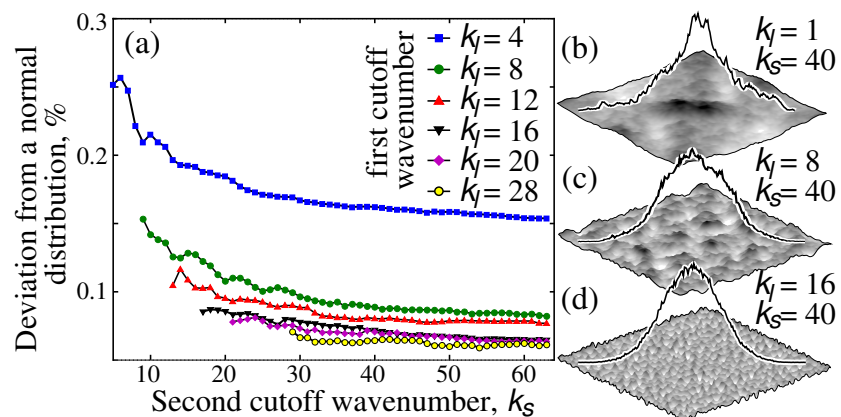 Deviation from a normal
distribution, %
0.3
0.2
0.1
(a)
first cutoff
wavenumber
k_l = 4
k_l = 8
k_l = 12
k_l = 16
k_l = 20
k_l = 28
10
20
30
40
50
60
Second cutoff wavenumber, k_s
(b)
k_l = 1
k_s = 40
(c)
k_l = 8
k_s = 40
(d)
k_l = 16
k_s = 40